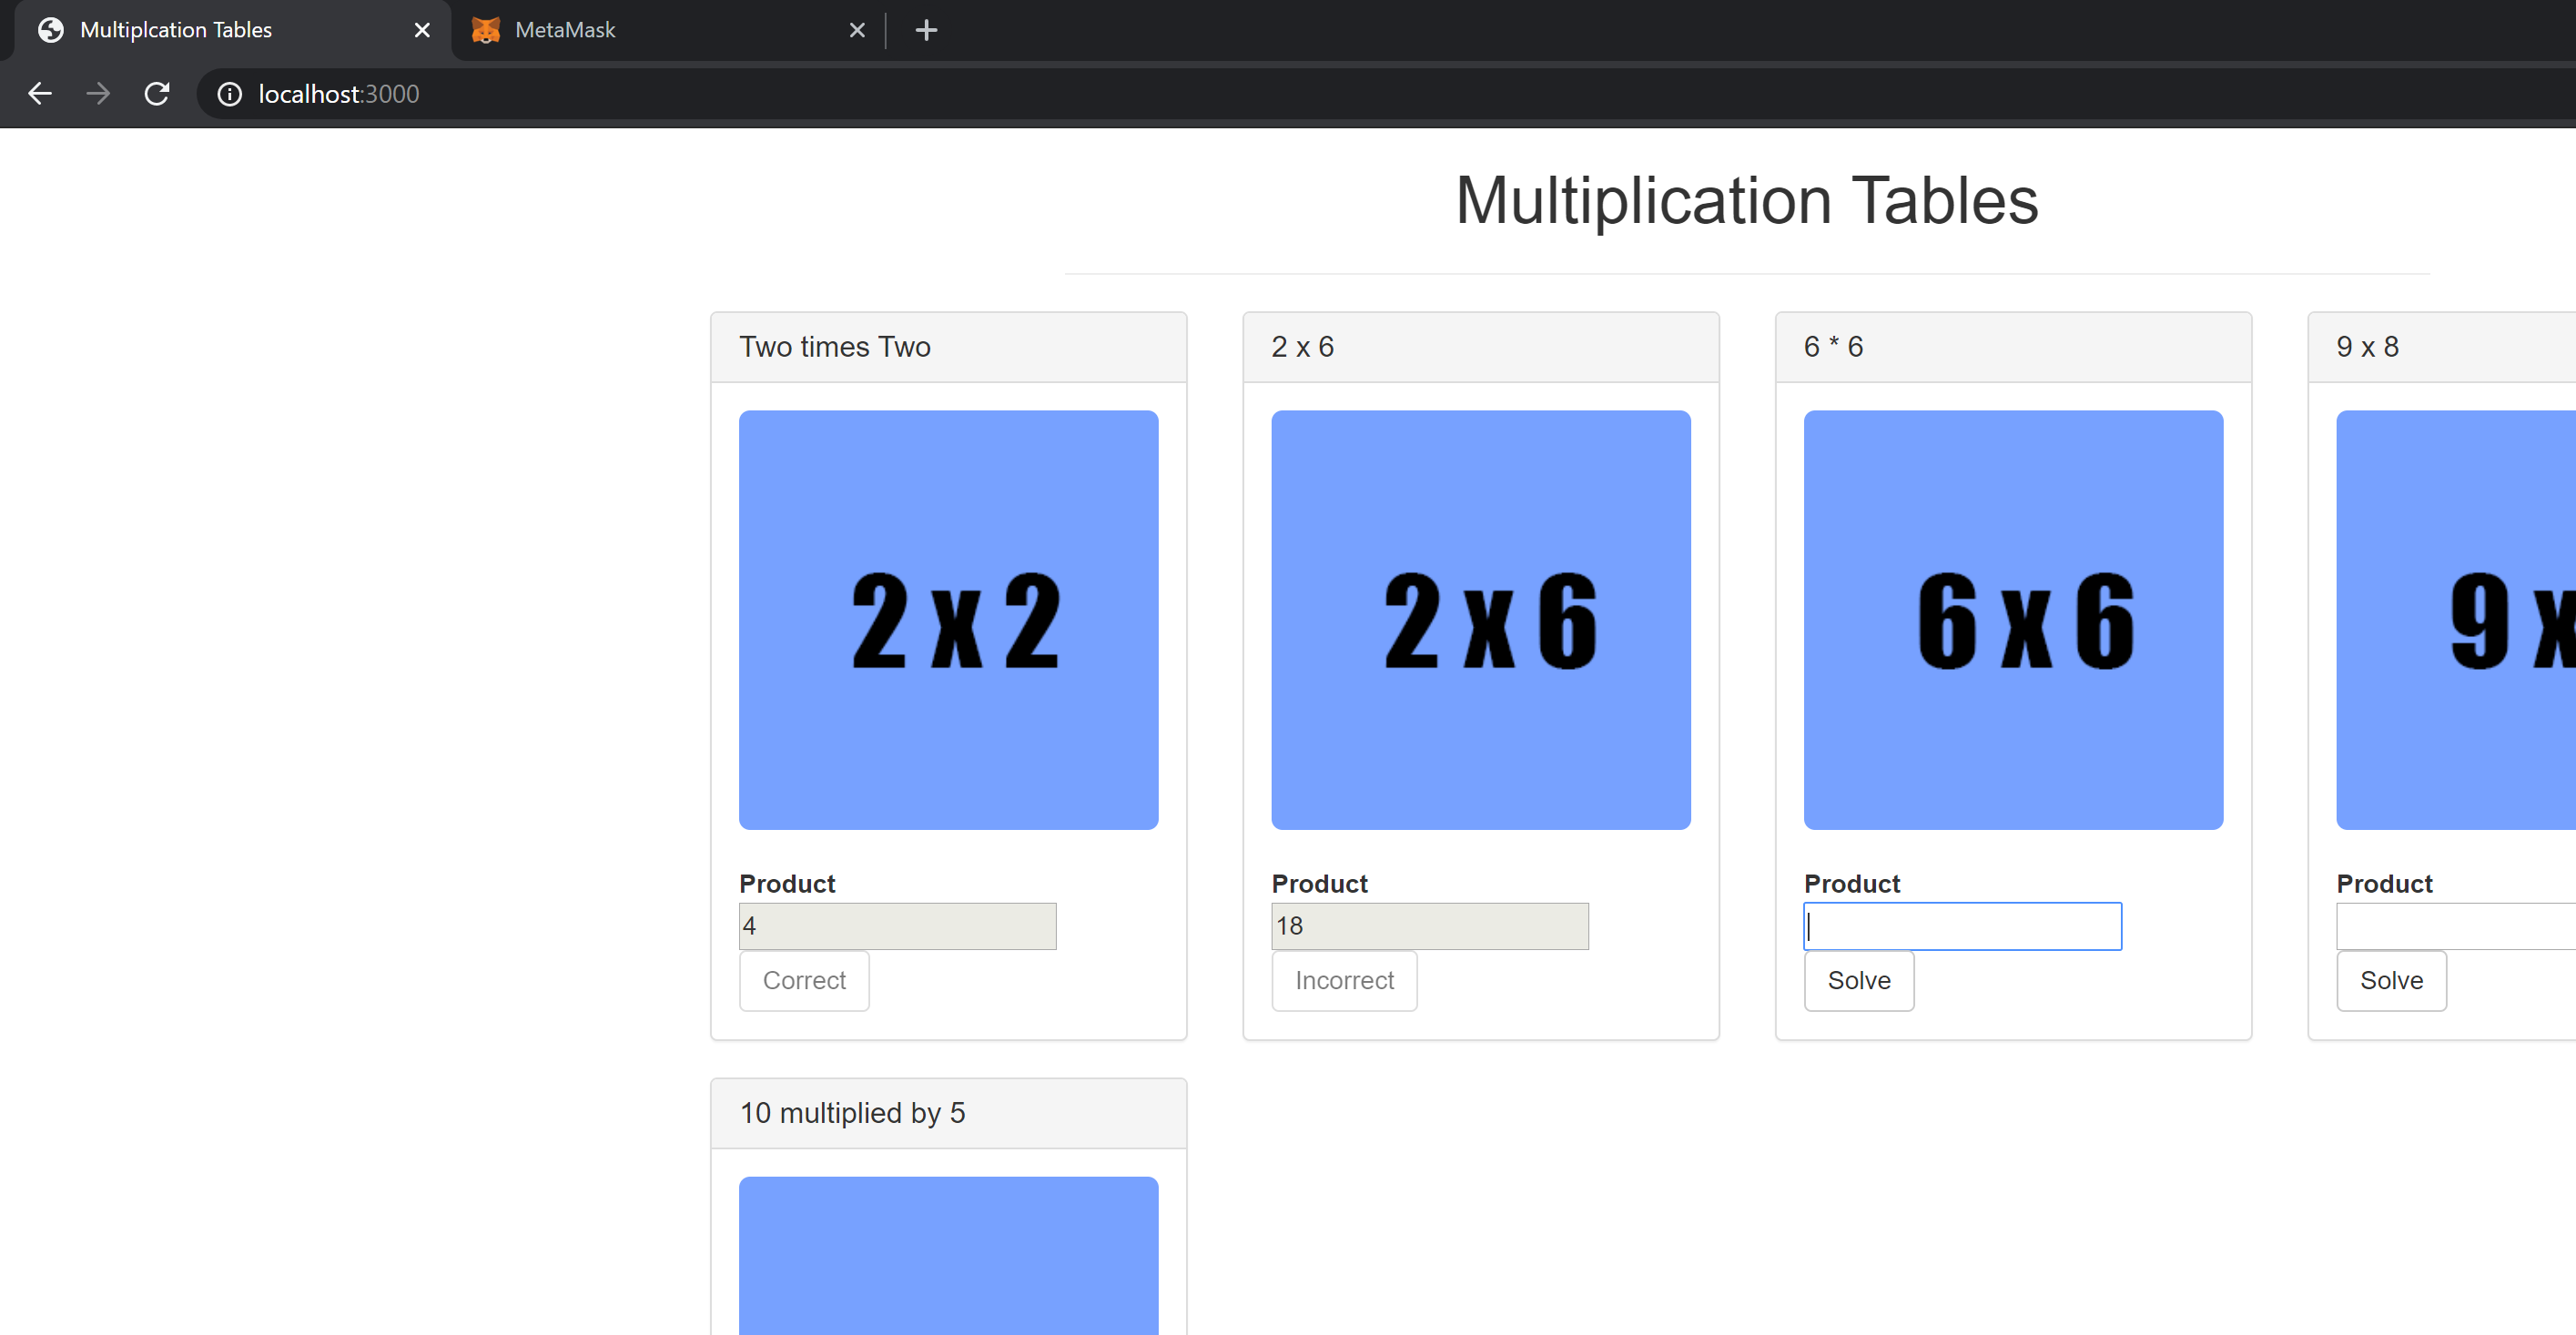 Multiplcation Tables
MetaMask
localhost:3000
Multiplication Tables
Two times Two
2 x 6
6 * 6
9 x 8
2 x 2
2 x 6
6 x 6
9 x
Product
Product
Product
Product
4
18
Correct
Incorrect
Solve
Solve
10 multiplied by 5